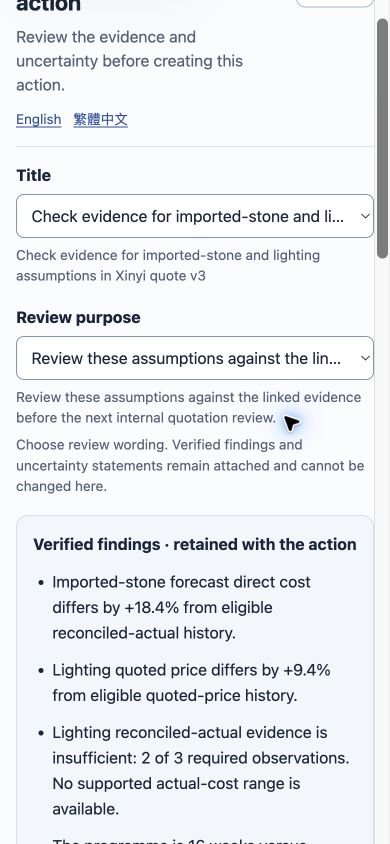 action
Review the evidence and
uncertainty before creating this
action.
English 繁體中文
Title
Check evidence for imported-stone and li...
Check evidence for imported-stone and lighting
assumptions in Xinyi quote v3
Review purpose
Review these assumptions against the lin...
Review these assumptions against the linked evidence
before the next internal quotation review.
Choose review wording. Verified findings and
uncertainty statements remain attached and cannot be
changed here.
Verified findings · retained with the action
• Imported-stone forecast direct cost
differs by +18.4% from eligible
reconciled-actual history.
• Lighting quoted price differs by +9.4%
from eligible quoted-price history.
• Lighting reconciled-actual evidence is
insufficient: 2 of 3 required observations.
No supported actual-cost range is
available.
The programme is 16 weeks versus